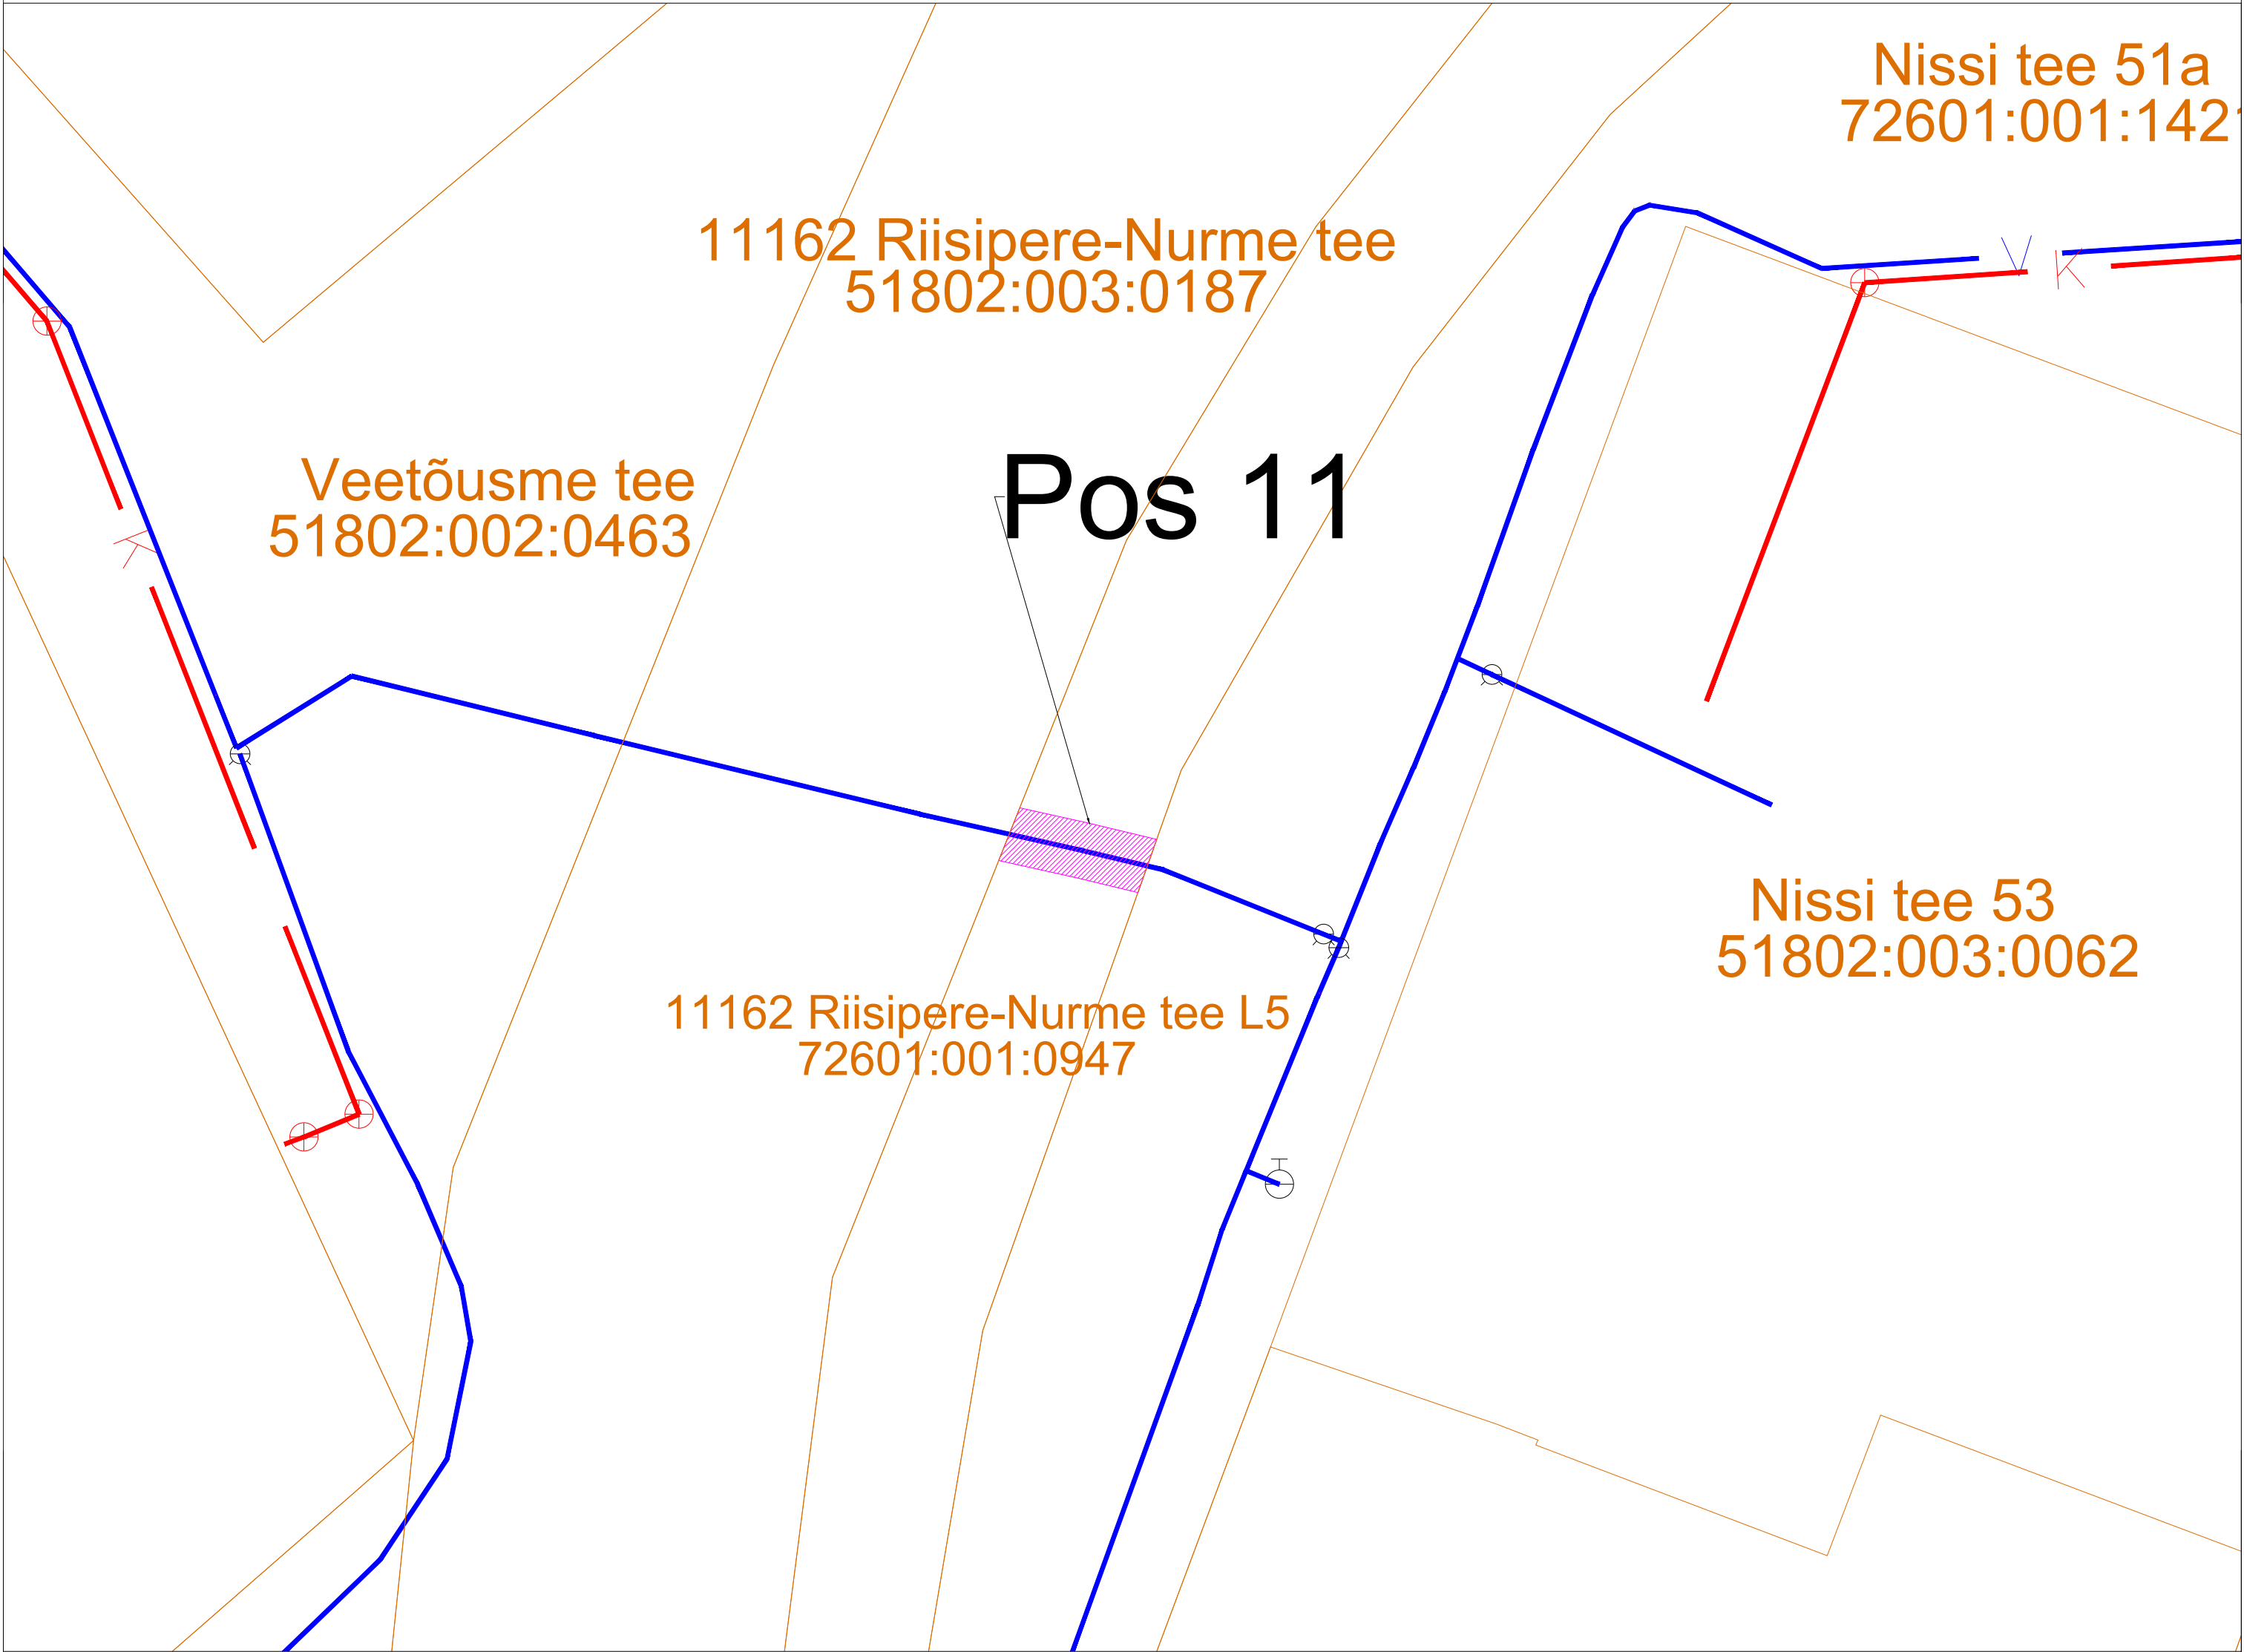 Nissi tee 51a
72601:001:1421
11162 Riisipere-Nurme tee
51802:003:0187
Pos 11
Veetõusme tee
51802:002:0463
V
K
K
Nissi tee 53
51802:003:0062
11162 Riisipere-Nurme tee L5
72601:001:0947